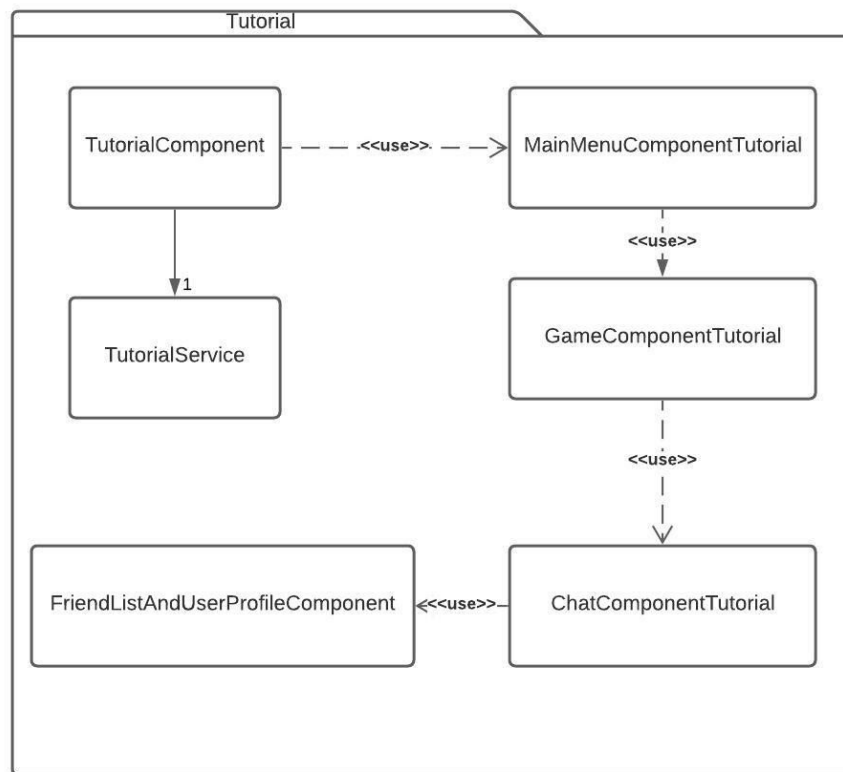 Tutorial
TutorialComponent
<<use>>
MainMenuComponentTutorial
<<use>>
1
TutorialService
GameComponentTutorial
<<use>>
FriendListAndUserProfileComponent
<<use>>
ChatComponentTutorial